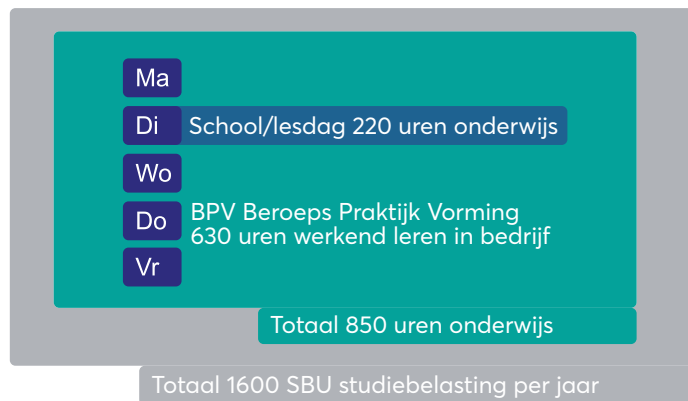 Ma
Di School/lesdag 220 uren onderwijs
Wo
Do BPV Beroeps Praktijk Vorming
630 uren werkend leren in bedrijf
Vr
Totaal 850 uren onderwijs
Totaal 1600 SBU studiebelasting per jaar